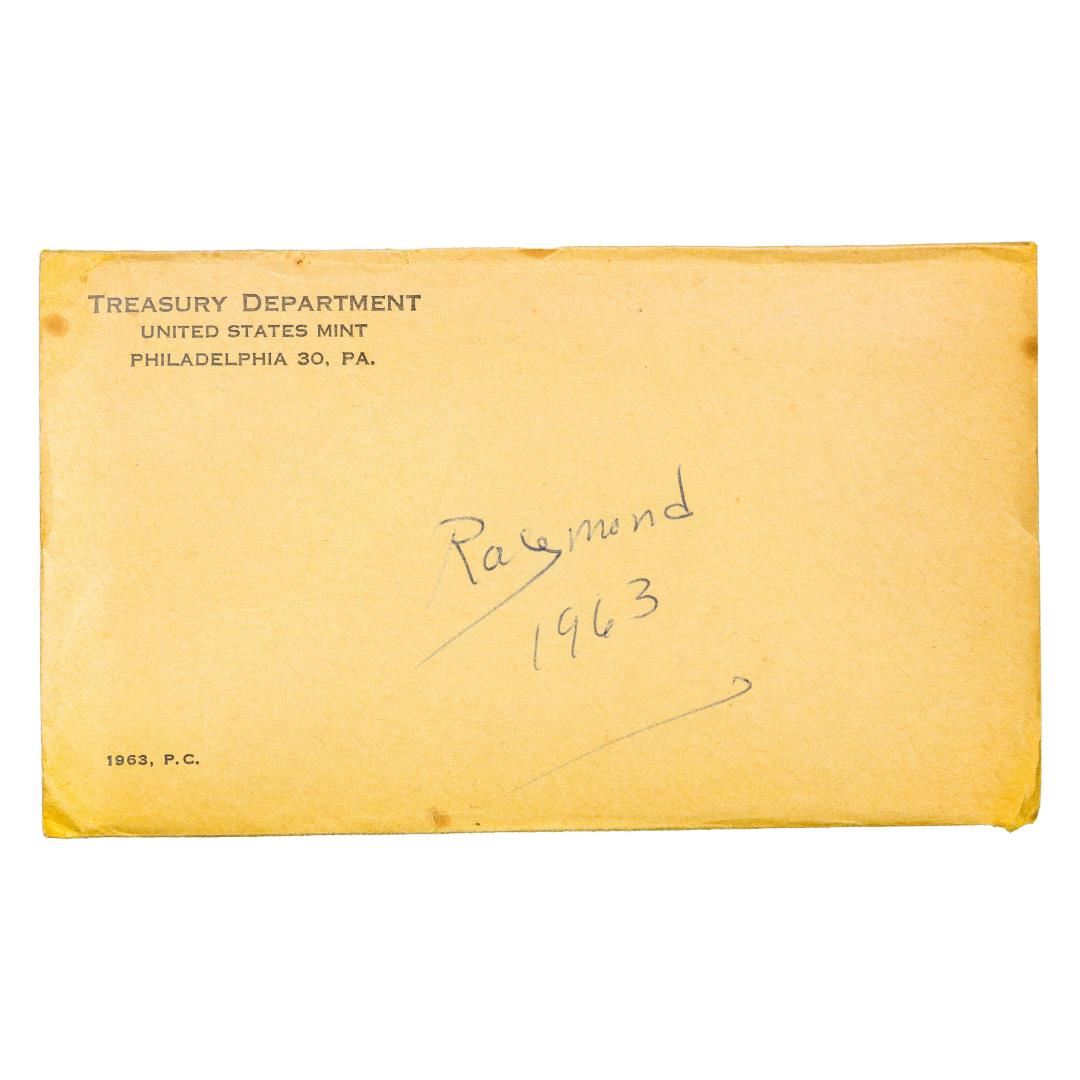 TREASURY DEPARTMENT
UNITED STATES MINT
PHILADELPHIA 30, PA.
Raymond
1963
1963, P.C.